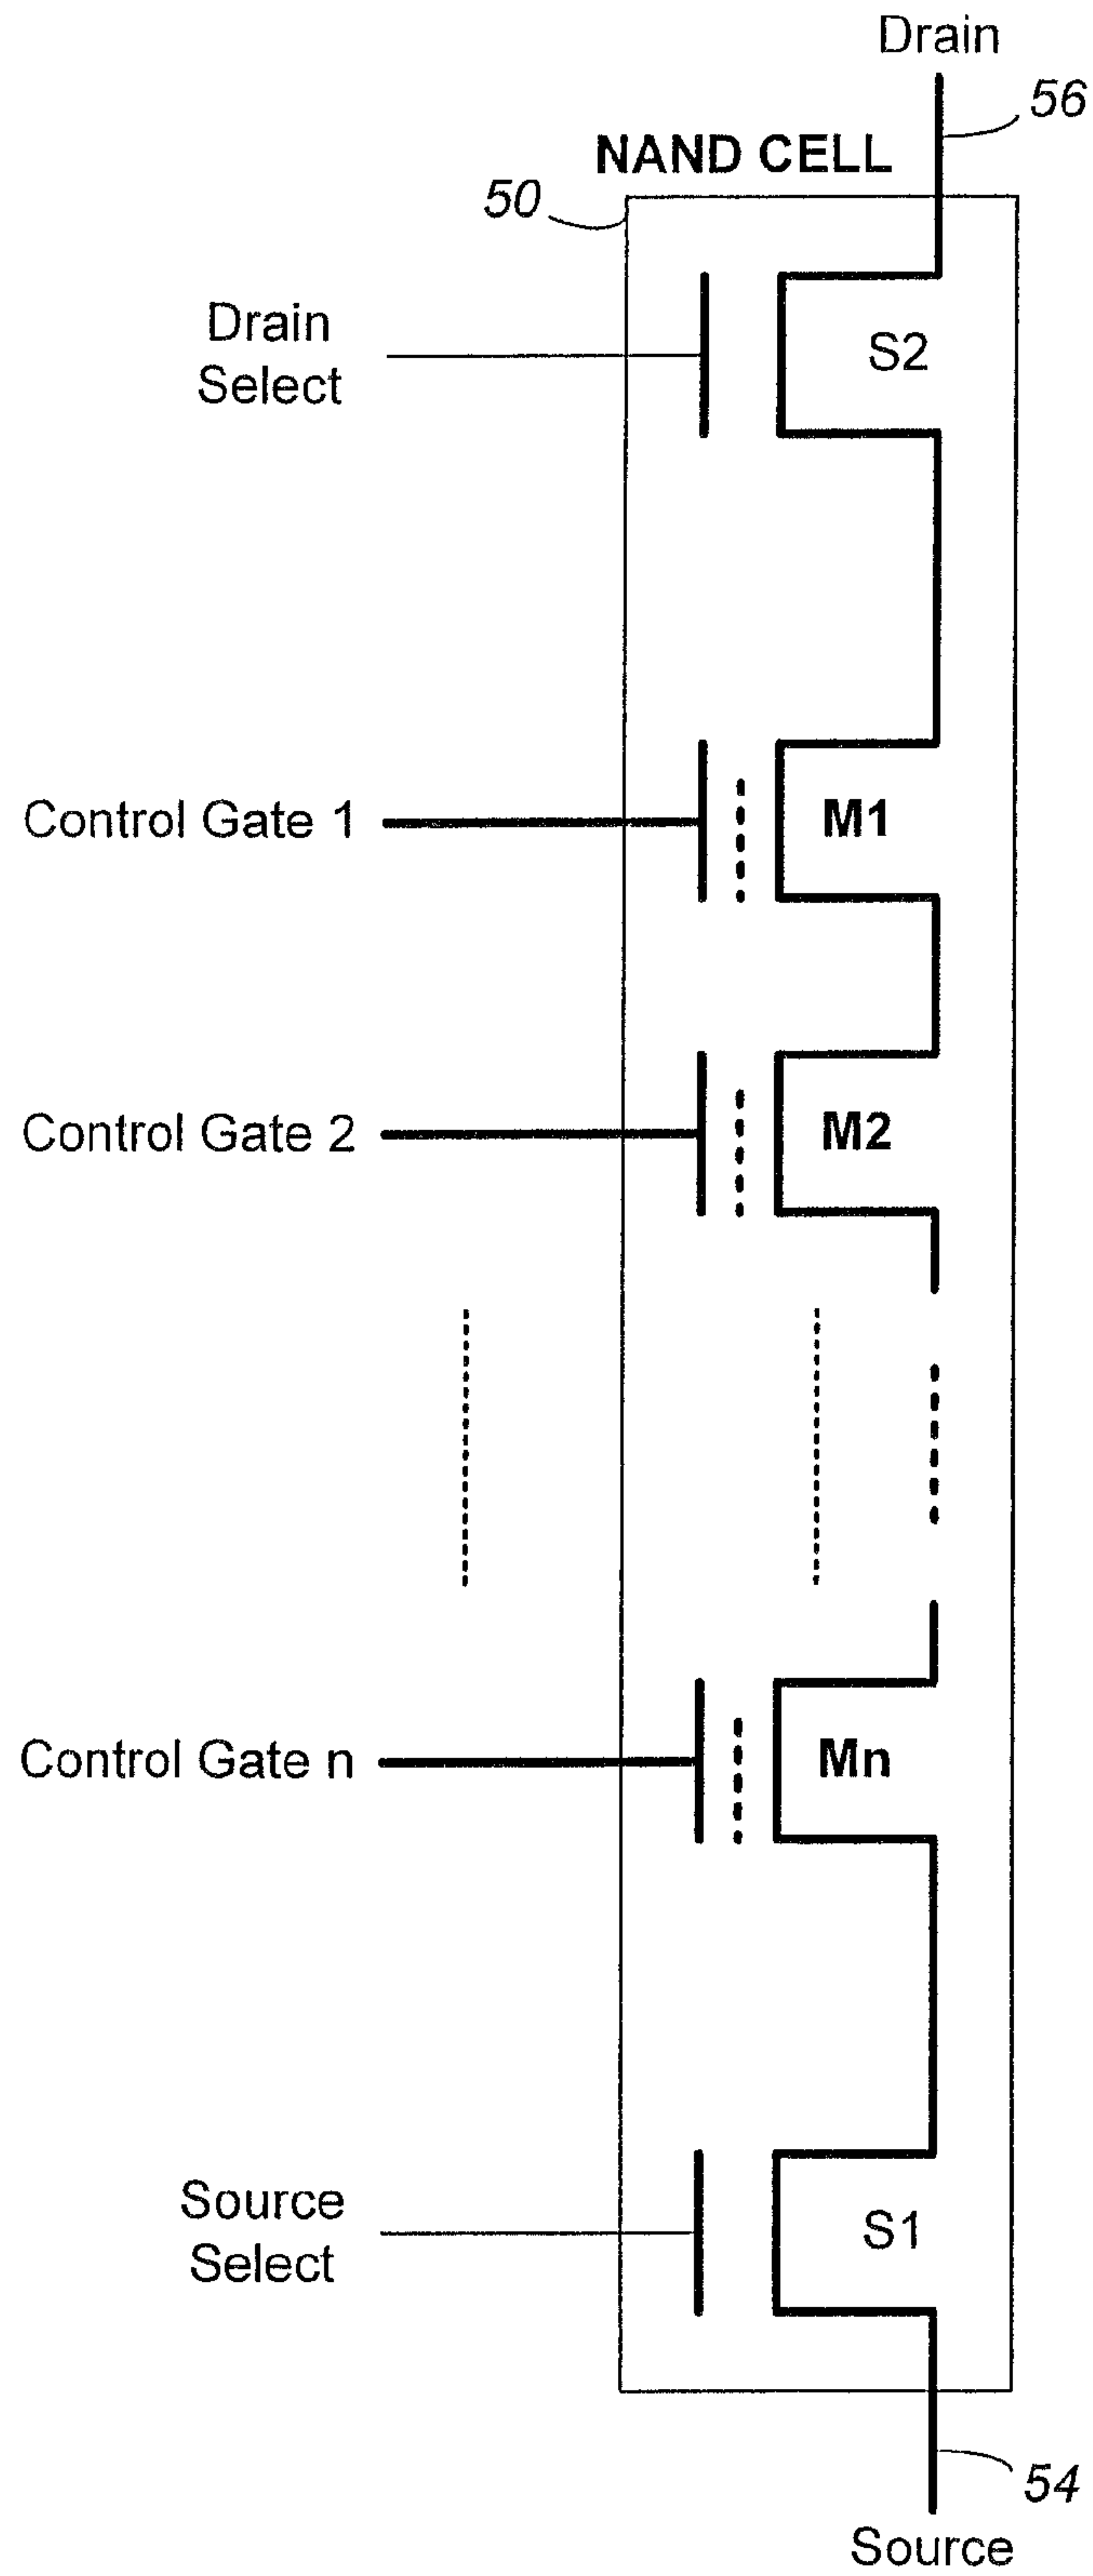 Drain
56
NAND CELL
50
Drain
Select
S2
Control Gate 1
M1
Control Gate 2
M2
Control Gate n
Mn
Source
Select
S1
54
Source